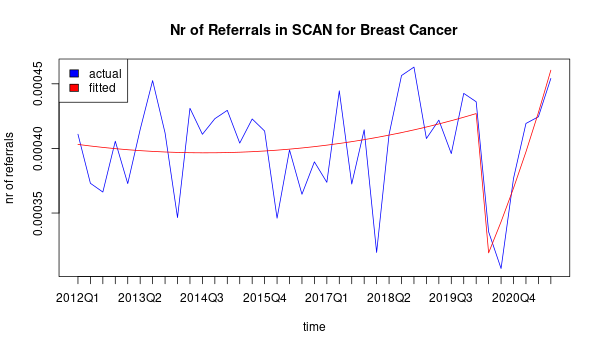 Nr of Referrals in SCAN for Breast Cancer
actual
fitted
nr of referrals
0.00045
0.00040
0.00035
2012Q1 2013Q2 2014Q3 2015Q4 2017Q1 2018Q2 2019Q3 2020Q4
time